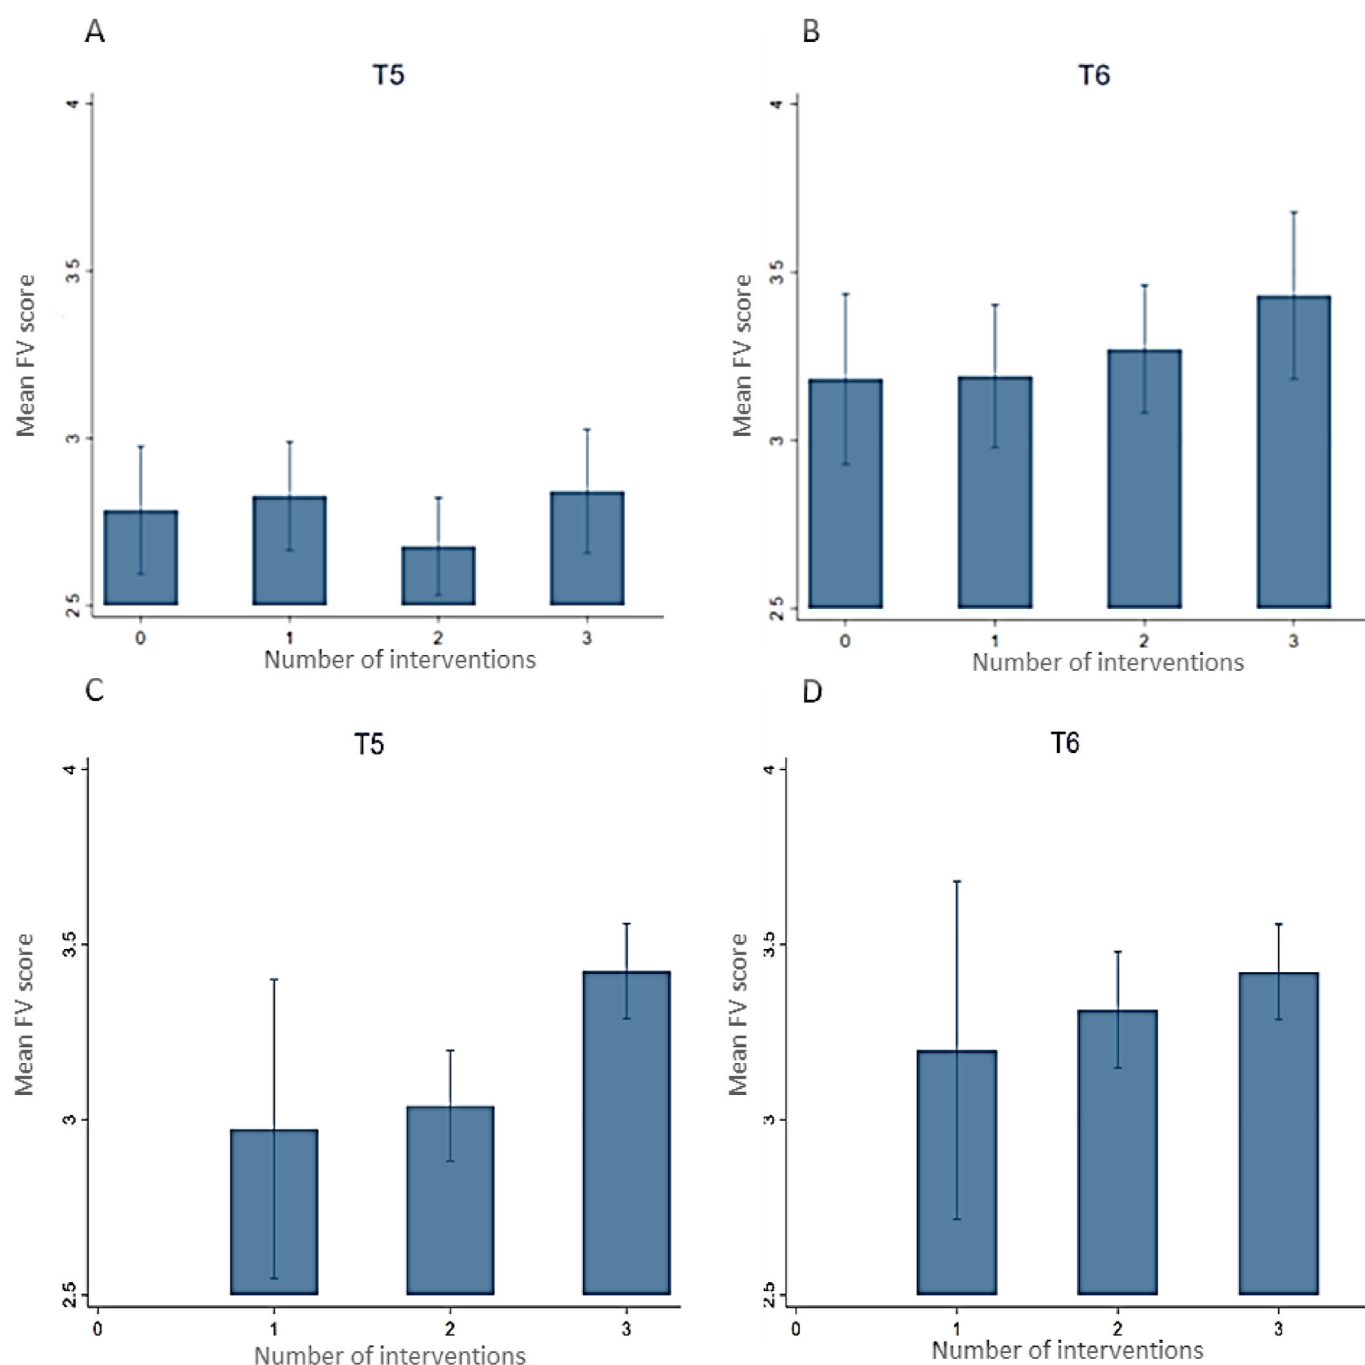 A
T5
4
3.5
3
2.5
Mean FV score
0 1 2 3
Number of interventions
B
T6
4
3.5
3
2.5
Mean FV score
0 1 2 3
Number of interventions
C
T5
4
3.5
3
2.5
Mean FV score
0 1 2 3
Number of interventions
D
T6
4
3.5
3
2.5
Mean FV score
0 1 2 3
Number of interventions